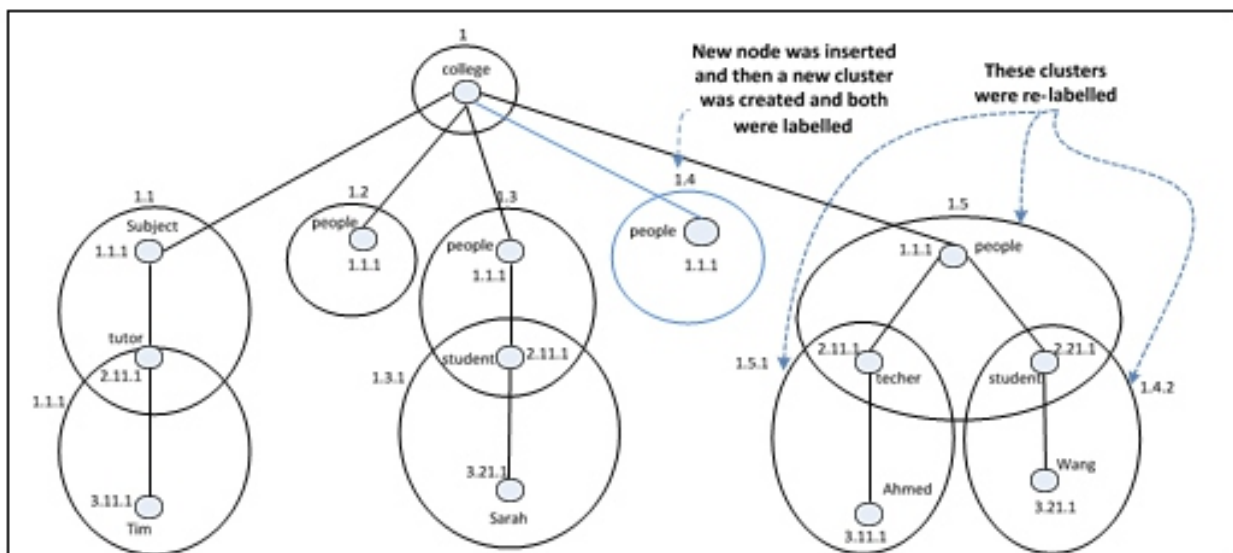 1
college
New node was inserted
and then a new cluster
was created and both
were labelled
These clusters
were re-labelled
1.1
1.2
1.3
1.4
1.5
Subject
people
people
people
people
1.1.1
1.1.1
1.1.1
1.1.1
1.1.1
tutor
2.11.1
student
2.11.1
2.11.1
techer
2.21.1
student
1.1.1
1.3.1
1.5.1
1.4.2
3.11.1
Tim
3.21.1
Sarah
Ahmed
3.11.1
Wang
3.21.1